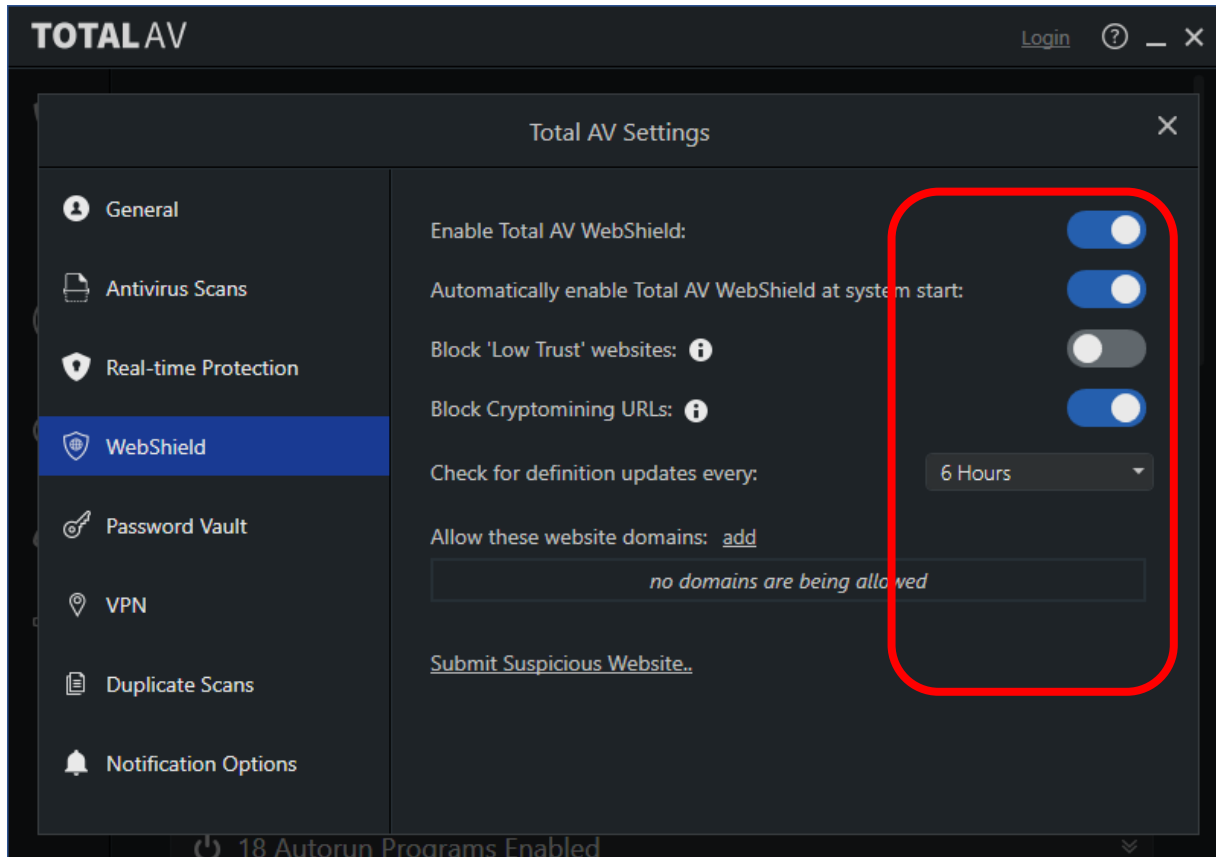 TOTAL AV
Login
Total AV Settings
General
Antivirus Scans
Real-time Protection
WebShield
Password Vault
VPN
Duplicate Scans
Notification Options
Enable Total AV WebShield:
Automatically enable Total AV WebShield at system start:
Block 'Low Trust' websites:
Block Cryptomining URLs:
Check for definition updates every: 6 Hours
Allow these website domains: add
no domains are being allowed
Submit Suspicious Website..
18 Autorun Programs Enabled